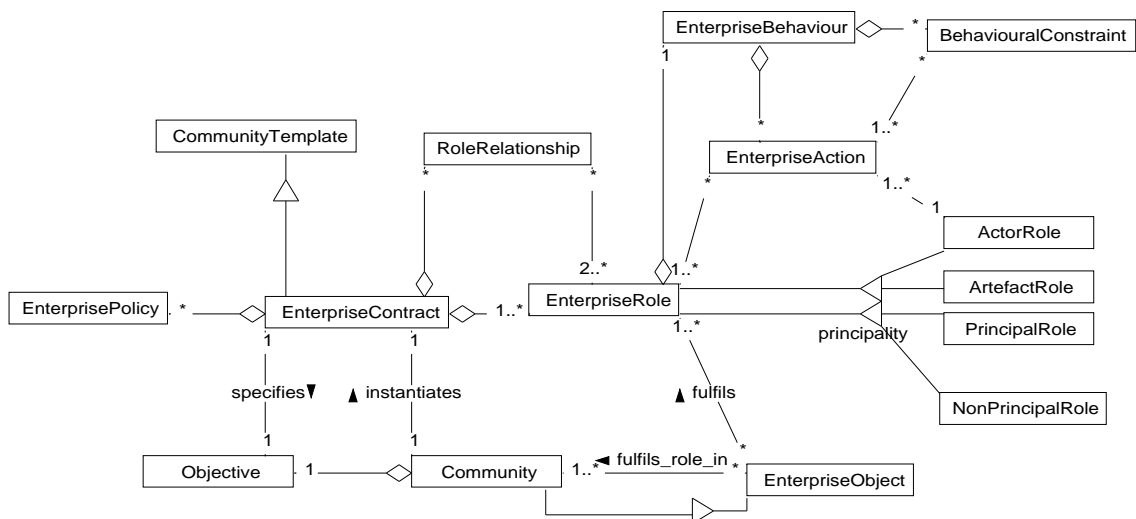 EnterpriseBehaviour
*
BehaviouralConstraint
1
*
CommunityTemplate
RoleRelationship
*
1..*
EnterpriseAction
*
*
*
1..*
1
ActorRole
2..*
1..*
EnterprisePolicy
*
EnterpriseContract
1..*
EnterpriseRole
ArtefactRole
1
1
1..*
principality
PrincipalRole
specifies
instantiates
fulfils
NonPrincipalRole
1
1
*
Objective
1
Community
1..*
fulfils_role_in
*
EnterpriseObject